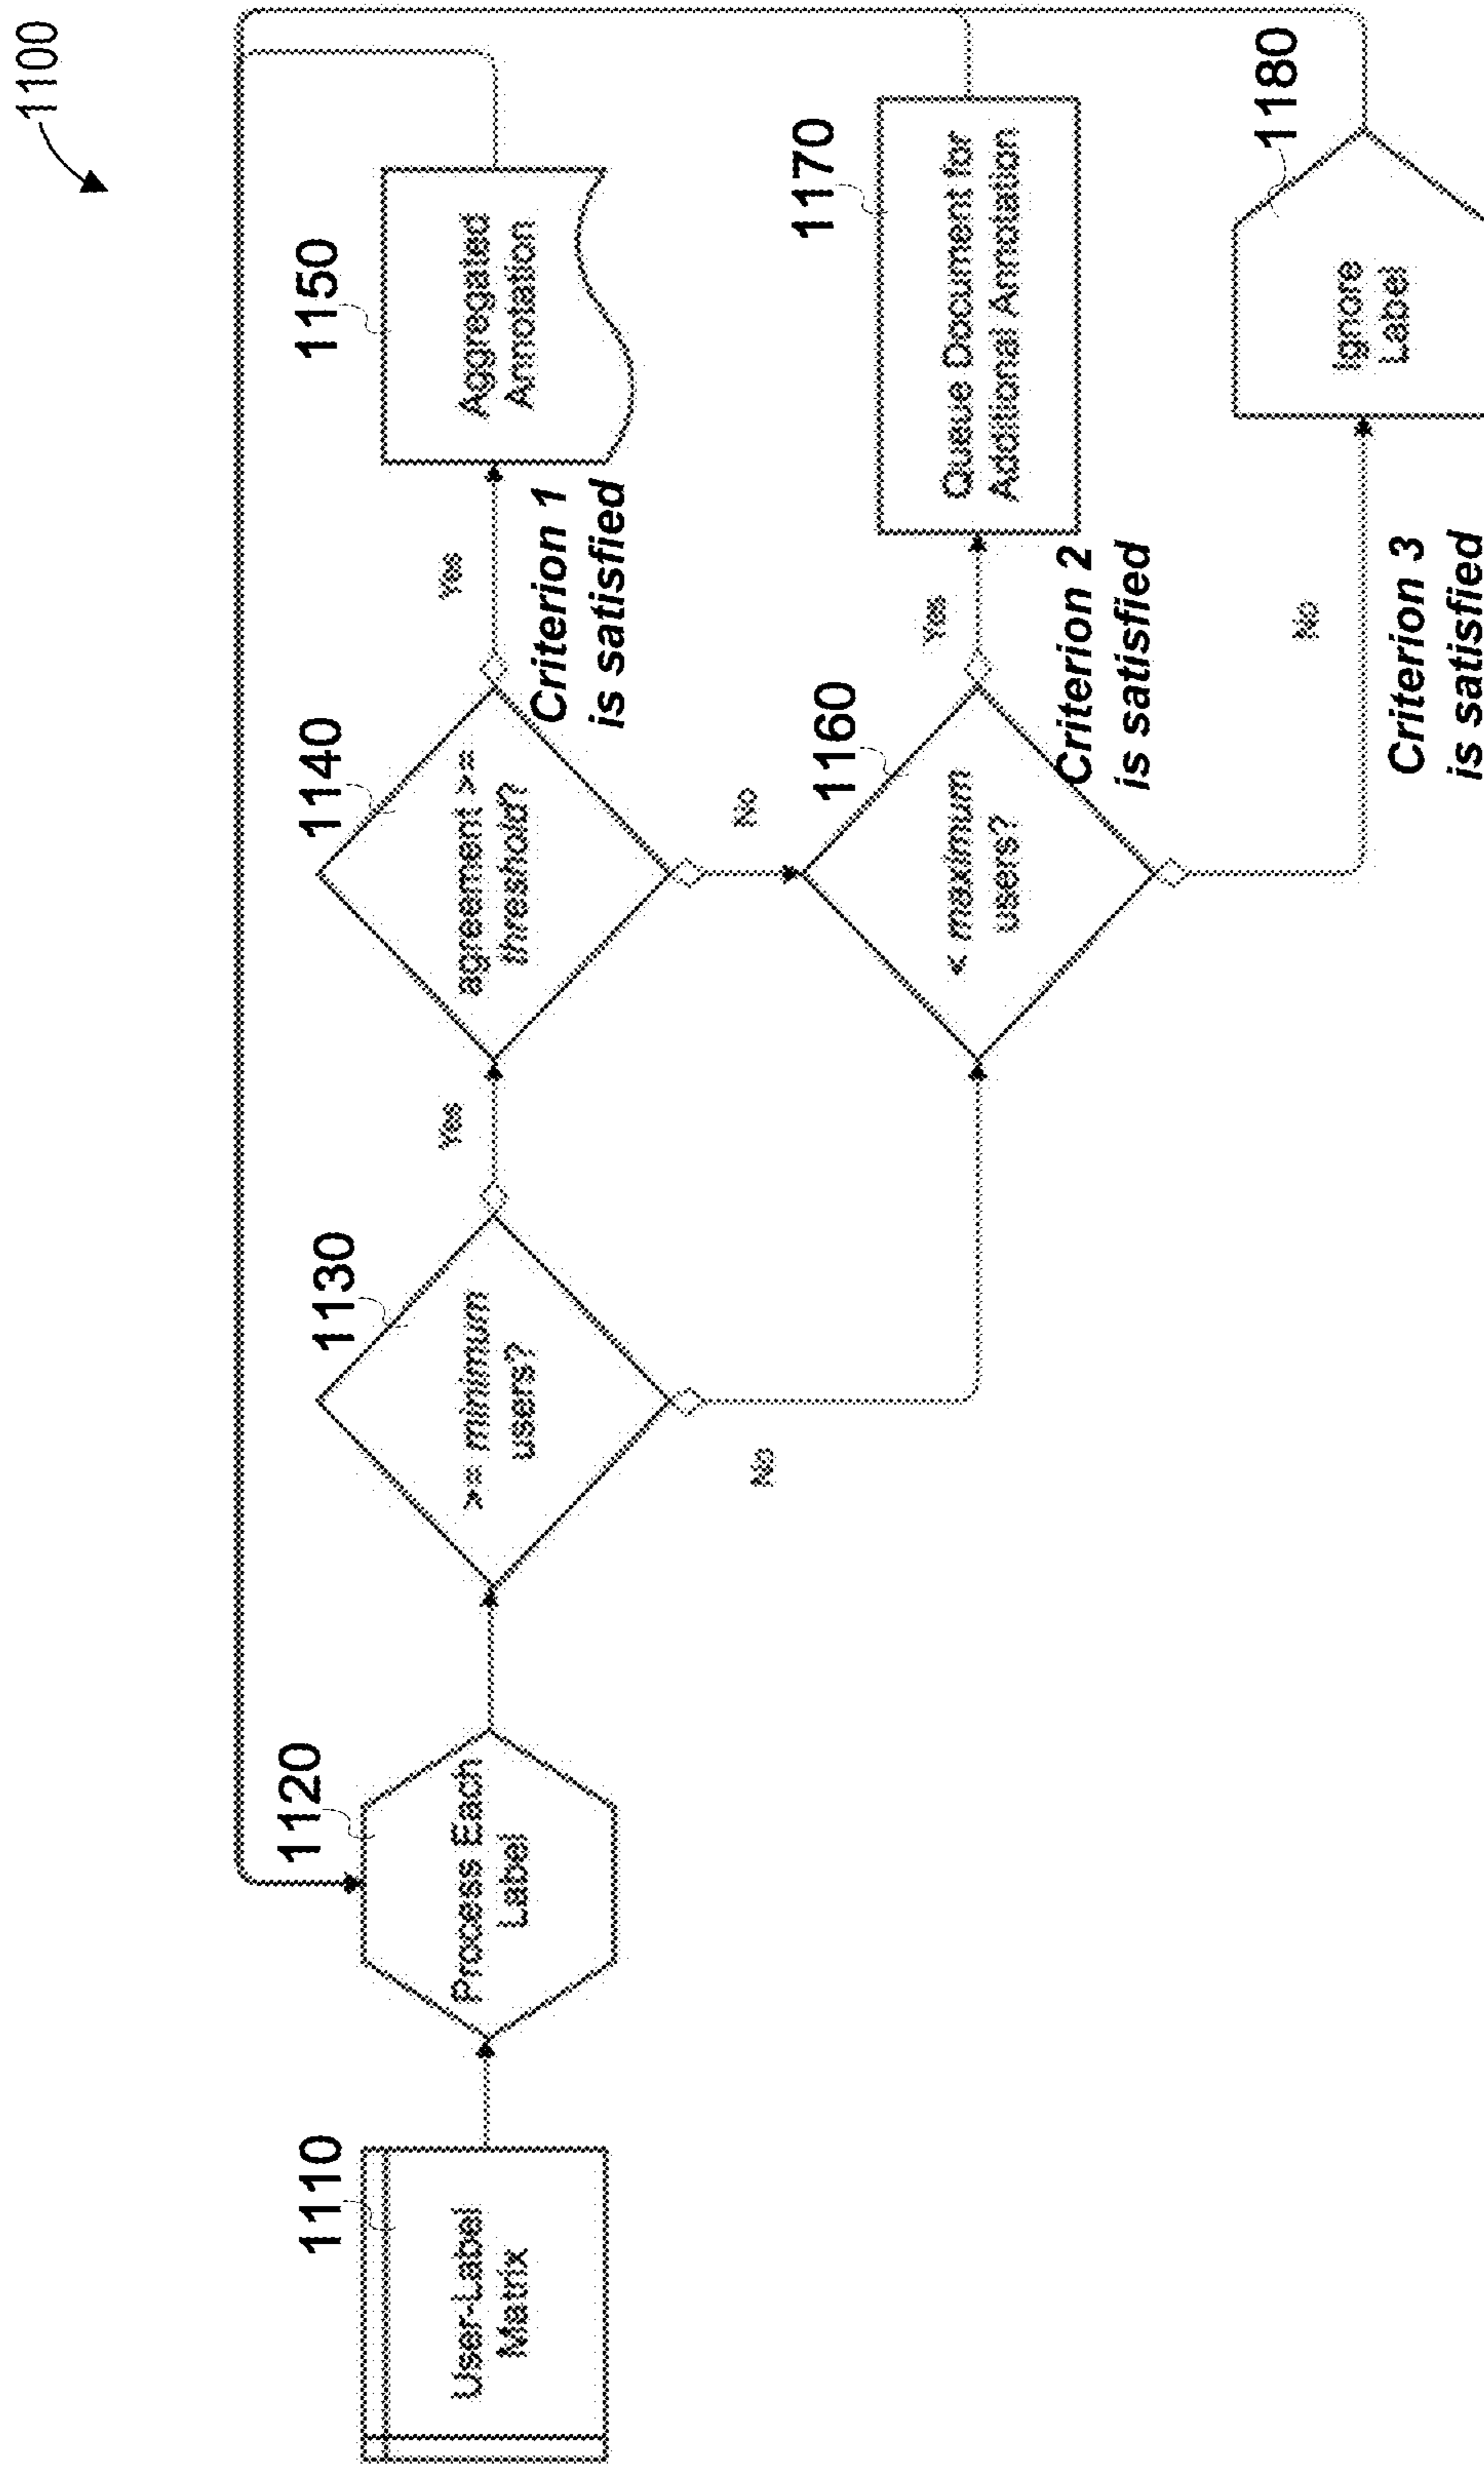 1100
1110
User-Label
Matrix
1120
Process Each
Label
1130
>= minimum
users?
Yes
No
1140
agreement >=
threshold?
Yes
Criterion 1
is satisfied
No
1150
Aggregated
Annotation
1160
< maximum
users?
Yes
Criterion 2
is satisfied
1170
Queue Document for
Additional Annotation
No
Criterion 3
is satisfied
1180
Ignore
Label